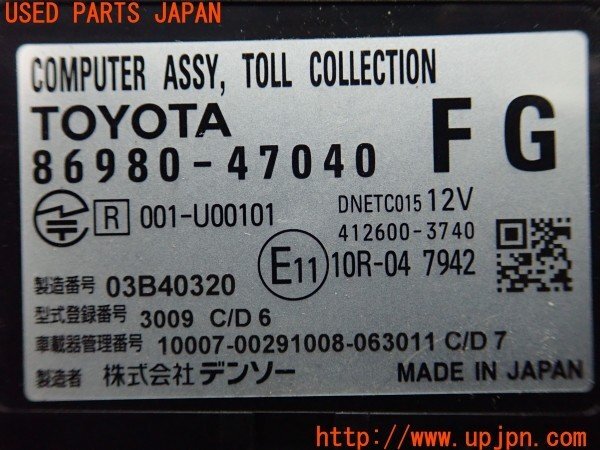 USED PARTS JAPAN
COMPUTER ASSY, TOLL COLLECTION
TOYOTA
86980-47040 FG
R 001-U00101
DNETC015 12V
412600-3740
E11 10R-04 7942
製造番号 03B40320
型式登録番号 3009 C/D 6
車載器管理番号 10007-00291008-063011 C/D 7
製造者 株式会社 デンソー MADE IN JAPAN
http://www.upjpn.com/